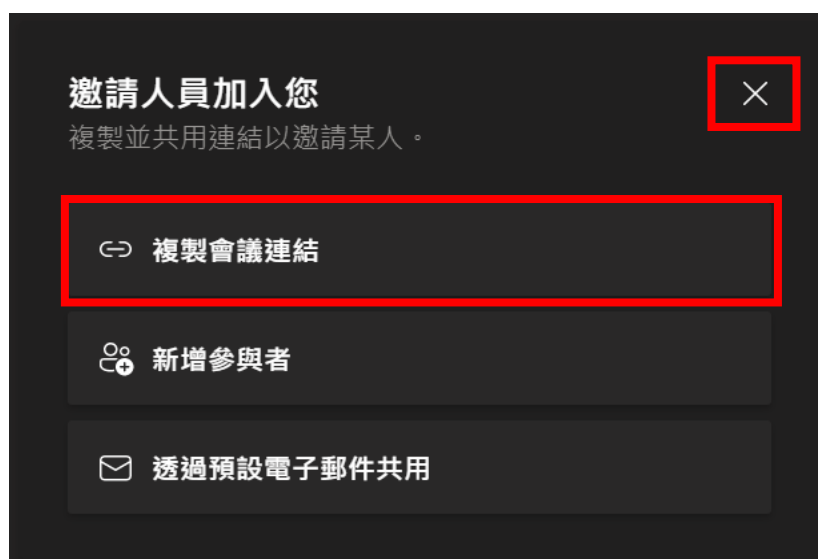 邀請人員加入您
複製並共用連結以邀請某人。
複製會議連結
新增參與者
透過預設電子郵件共用